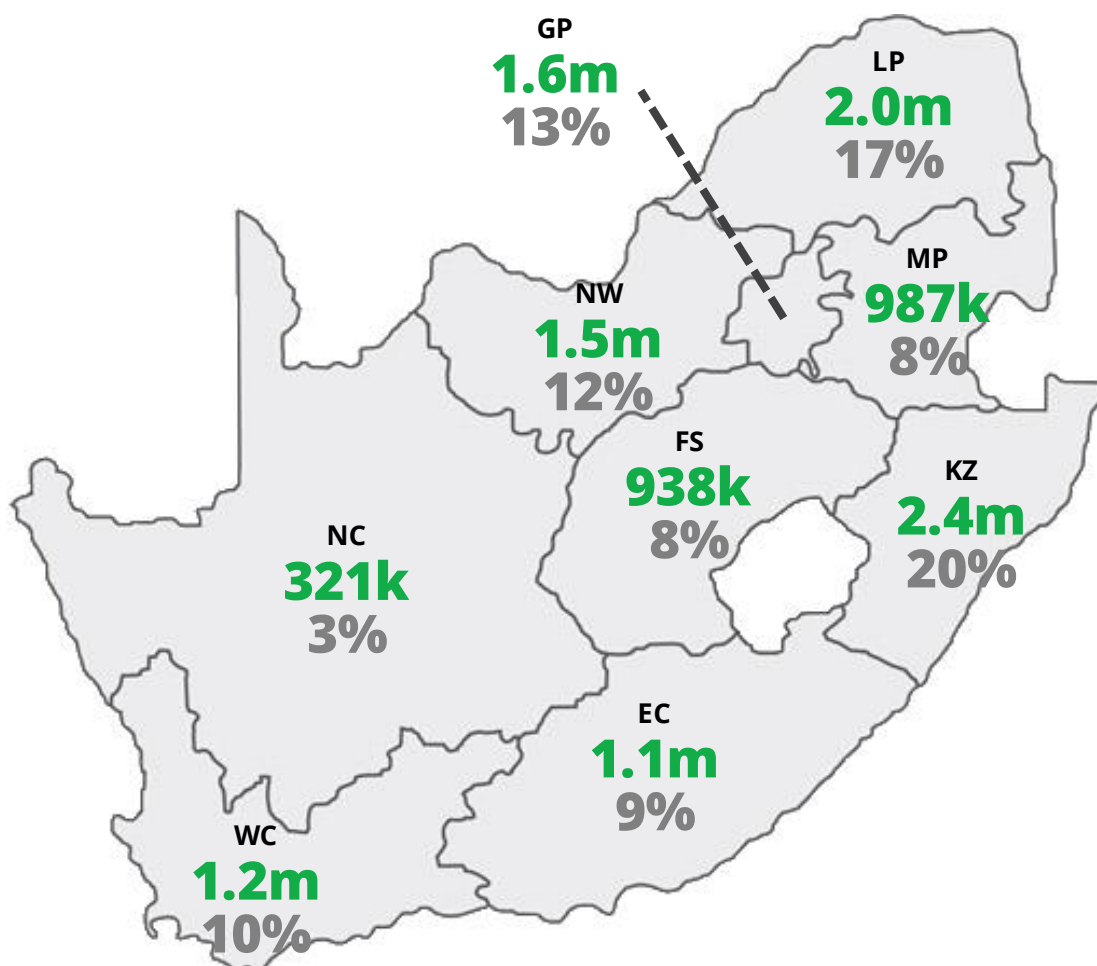 GP
1.6m
13%
LP
2.0m
17%
MP
987k
8%
NW
1.5m
12%
FS
938k
8%
KZ
2.4m
20%
NC
321k
3%
EC
1.1m
9%
WC
1.2m
10%